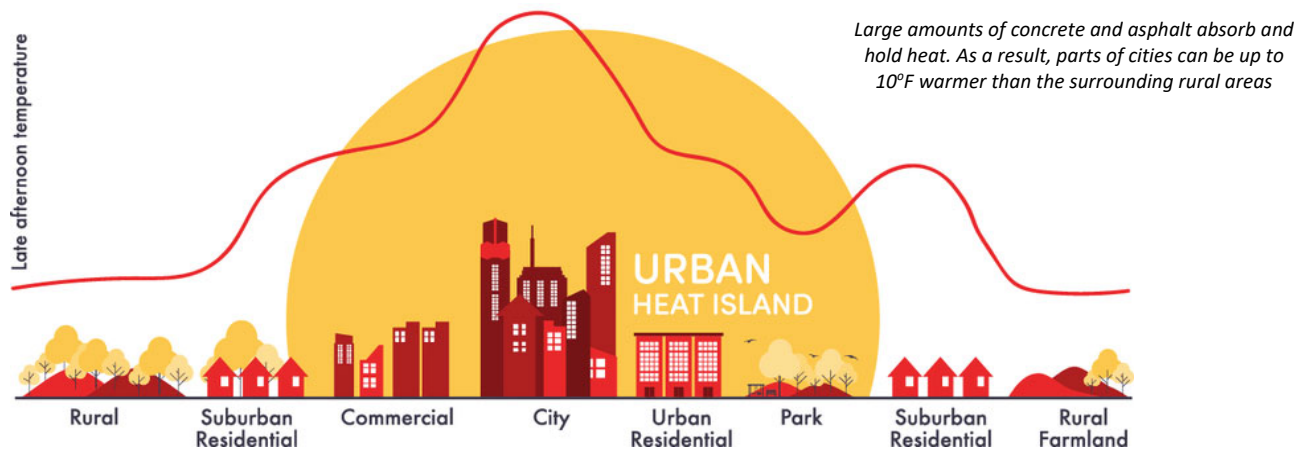 Large amounts of concrete and asphalt absorb and
hold heat. As a result, parts of cities can be up to
10°F warmer than the surrounding rural areas
Late afternoon temperature
URBAN
HEAT ISLAND
Rural
Suburban
Residential
Commercial
City
Urban
Residential
Park
Suburban
Residential
Rural
Farmland